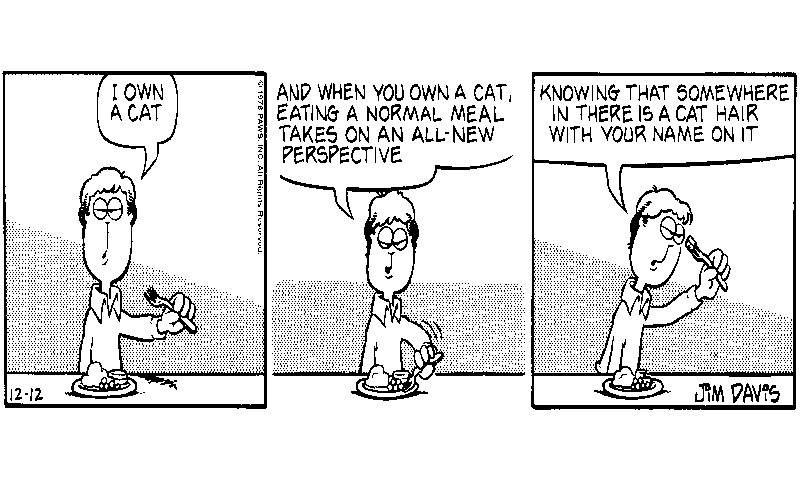 I OWN
A CAT
© 1978 PAWS, INC. All Rights Reserved.
12-12
AND WHEN YOU OWN A CAT,
EATING A NORMAL MEAL
TAKES ON AN ALL-NEW
PERSPECTIVE
KNOWING THAT SOMEWHERE
IN THERE IS A CAT HAIR
WITH YOUR NAME ON IT
JIM DAVIS